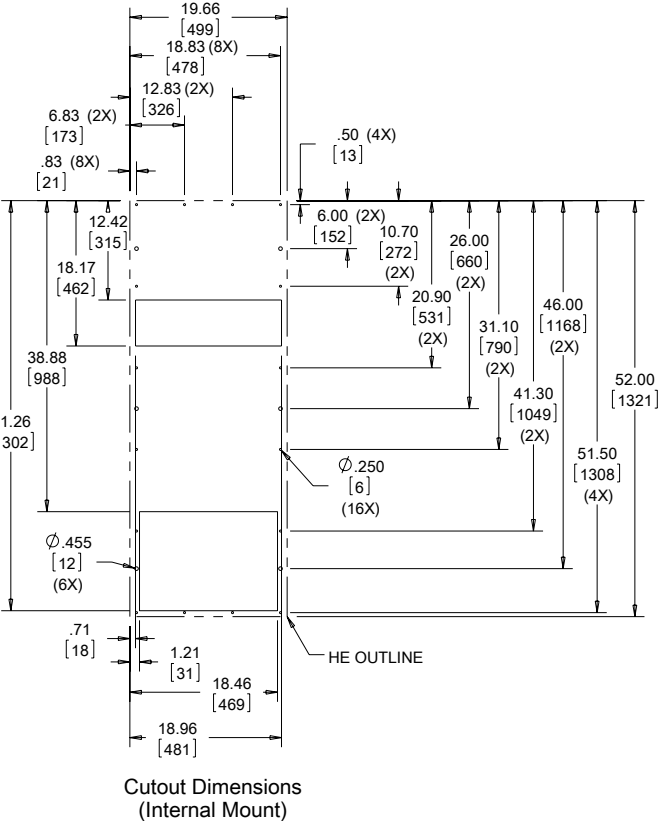 19.66
[499]
18.83 (8X)
[478]
12.83 (2X)
[326]
6.83 (2X)
[173]
.83 (8X)
[21]
.50 (4X)
[13]
12.42
[315]
6.00 (2X)
[152]
10.70
[272]
(2X)
26.00
[660]
(2X)
18.17
[462]
20.90
[531]
(2X)
46.00
[1168]
(2X)
31.10
[790]
(2X)
38.88
[988]
52.00
[1321]
41.30
[1049]
(2X)
1.26
302]
51.50
[1308]
(4X)
Ø.250
[6]
(16X)
Ø.455
[12]
(6X)
.71
[18]
1.21
[31]
HE OUTLINE
18.46
[469]
18.96
[481]
Cutout Dimensions
(Internal Mount)